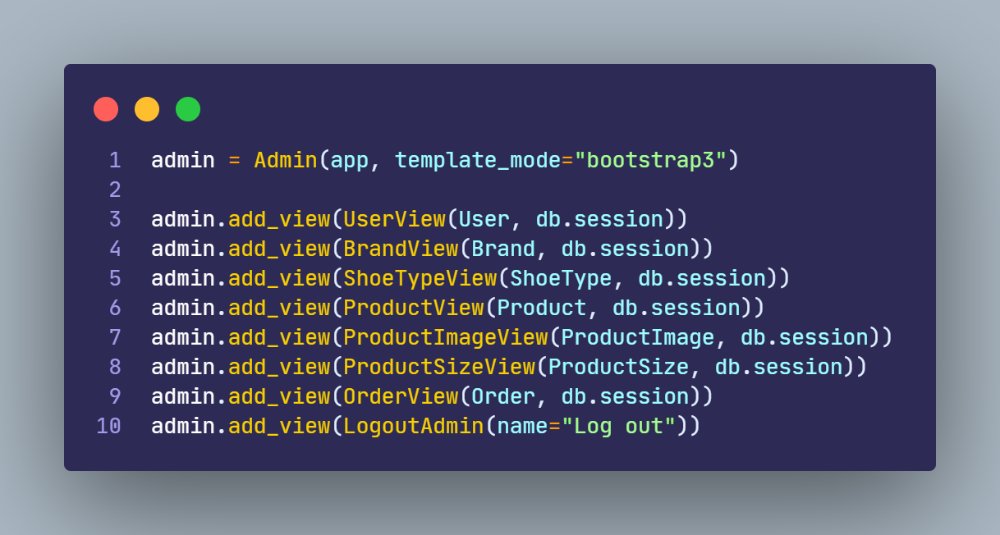 1 admin = Admin(app, template_mode="bootstrap3")
2
3 admin.add_view(UserView(User, db.session))
4 admin.add_view(BrandView(Brand, db.session))
5 admin.add_view(ShoeTypeView(ShoeType, db.session))
6 admin.add_view(ProductView(Product, db.session))
7 admin.add_view(ProductImageView(ProductImage, db.session))
8 admin.add_view(ProductSizeView(ProductSize, db.session))
9 admin.add_view(OrderView(Order, db.session))
10 admin.add_view(LogoutAdmin(name="Log out"))